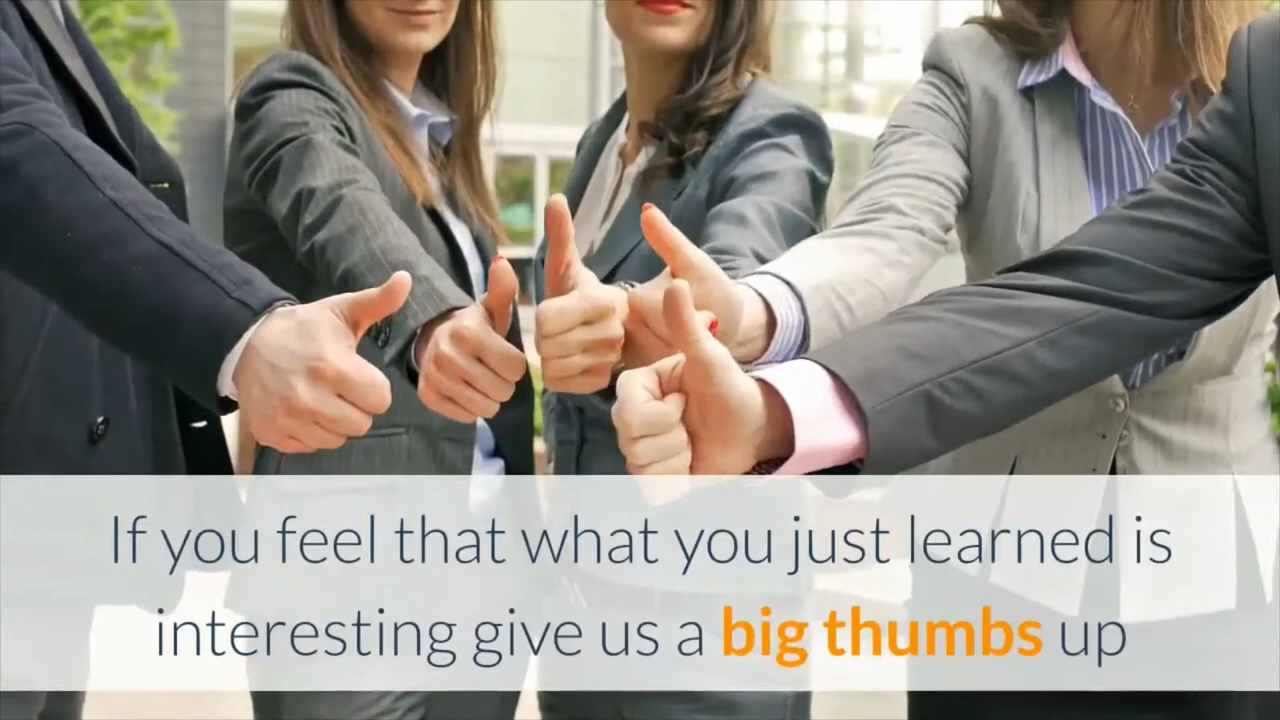 If you feel that what you just learned is
interesting give us a big thumbs up